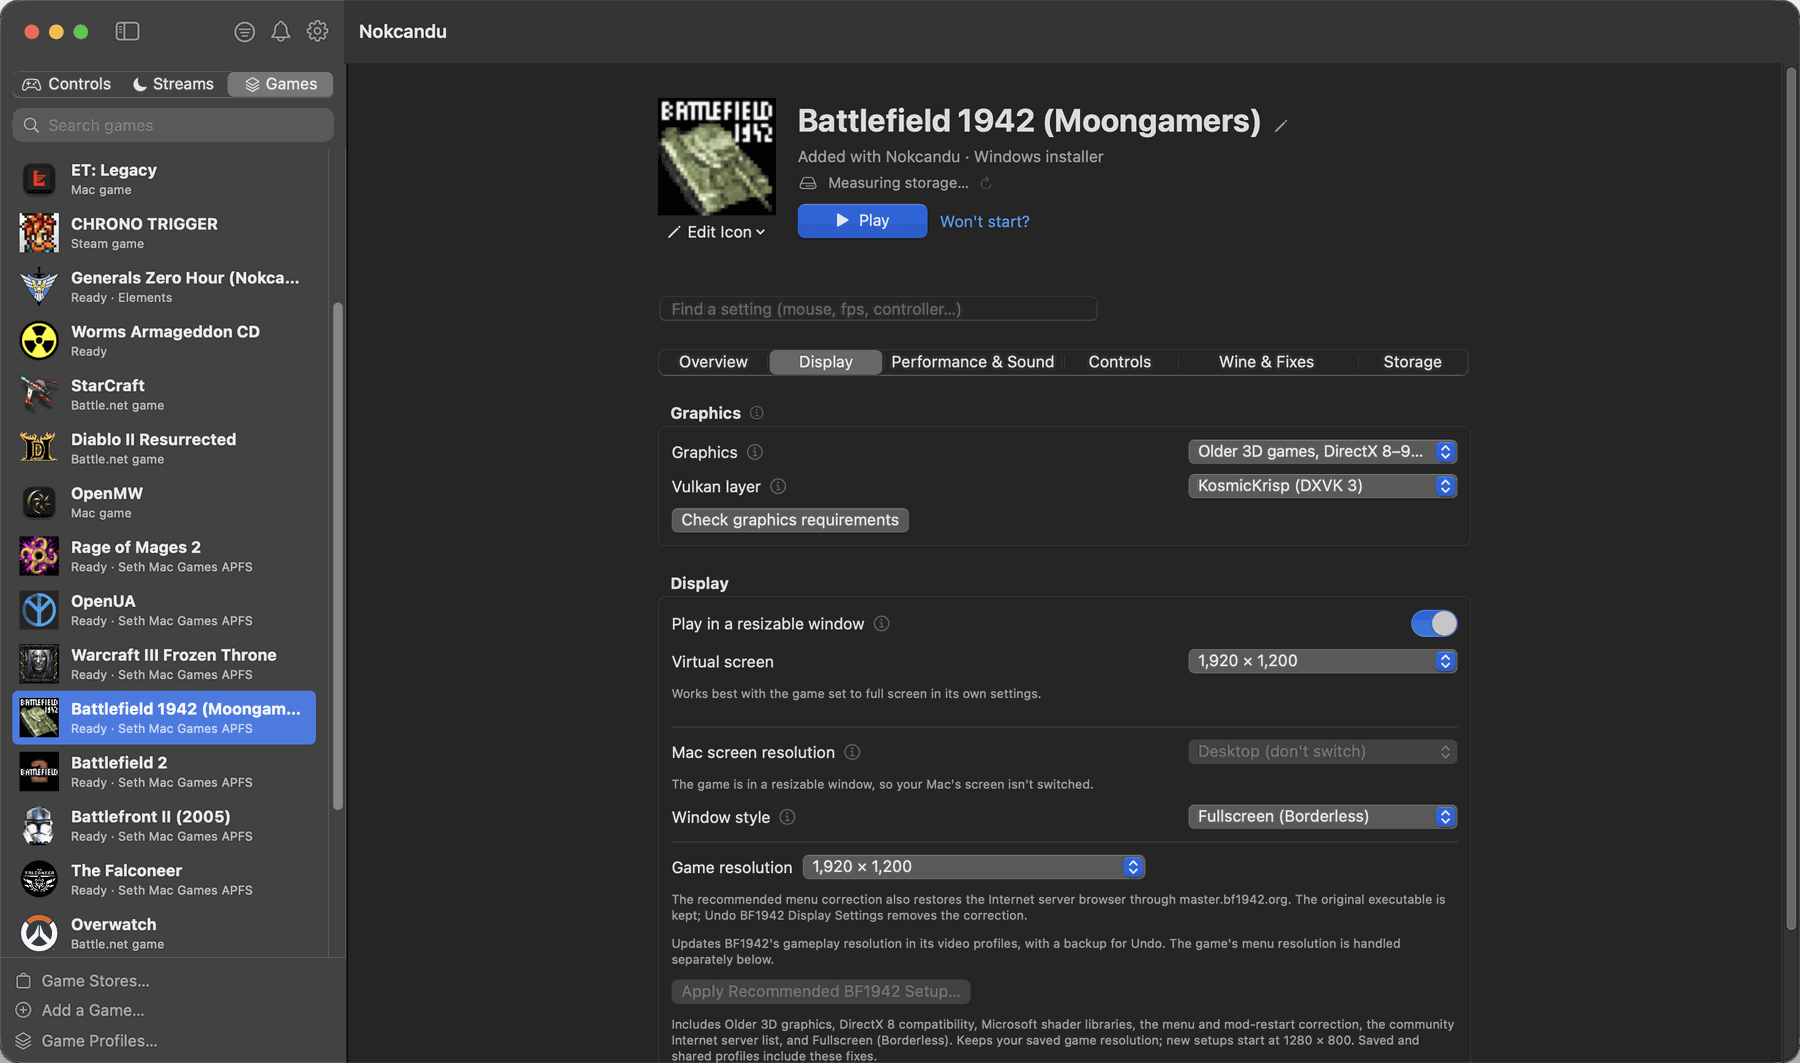 Nokcandu
Controls
Streams
Games
Search games
ET: Legacy
Mac game
CHRONO TRIGGER
Steam game
Generals Zero Hour (Nokca...
Ready · Elements
Worms Armageddon CD
Ready
StarCraft
Battle.net game
Diablo II Resurrected
Battle.net game
OpenMW
Mac game
Rage of Mages 2
Ready · Seth Mac Games APFS
OpenUA
Ready · Seth Mac Games APFS
Warcraft III Frozen Throne
Ready · Seth Mac Games APFS
Battlefield 1942 (Moongam...
Ready · Seth Mac Games APFS
Battlefield 2
Ready · Seth Mac Games APFS
Battlefront II (2005)
Ready · Seth Mac Games APFS
The Falconeer
Ready · Seth Mac Games APFS
Overwatch
Battle.net game
Game Stores...
Add a Game...
Game Profiles...
BATTLEFIELD
1942
Edit Icon
Battlefield 1942 (Moongamers)
Added with Nokcandu · Windows installer
Measuring storage...
Play
Won't start?
Find a setting (mouse, fps, controller...)
Overview
Display
Performance & Sound
Controls
Wine & Fixes
Storage
Graphics
Graphics
Older 3D games, DirectX 8–9...
Vulkan layer
KosmicKrisp (DXVK 3)
Check graphics requirements
Display
Play in a resizable window
Virtual screen
1,920 × 1,200
Works best with the game set to full screen in its own settings.
Mac screen resolution
Desktop (don't switch)
The game is in a resizable window, so your Mac's screen isn't switched.
Window style
Fullscreen (Borderless)
Game resolution
1,920 × 1,200
The recommended menu correction also restores the Internet server browser through master.bf1942.org. The original executable is
kept; Undo BF1942 Display Settings removes the correction.
Updates BF1942's gameplay resolution in its video profiles, with a backup for Undo. The game's menu resolution is handled
separately below.
Apply Recommended BF1942 Setup...
Includes Older 3D graphics, DirectX 8 compatibility, Microsoft shader libraries, the menu and mod-restart correction, the community
Internet server list, and Fullscreen (Borderless). Keeps your saved game resolution; new setups start at 1280 × 800. Saved and
shared profiles include these fixes.